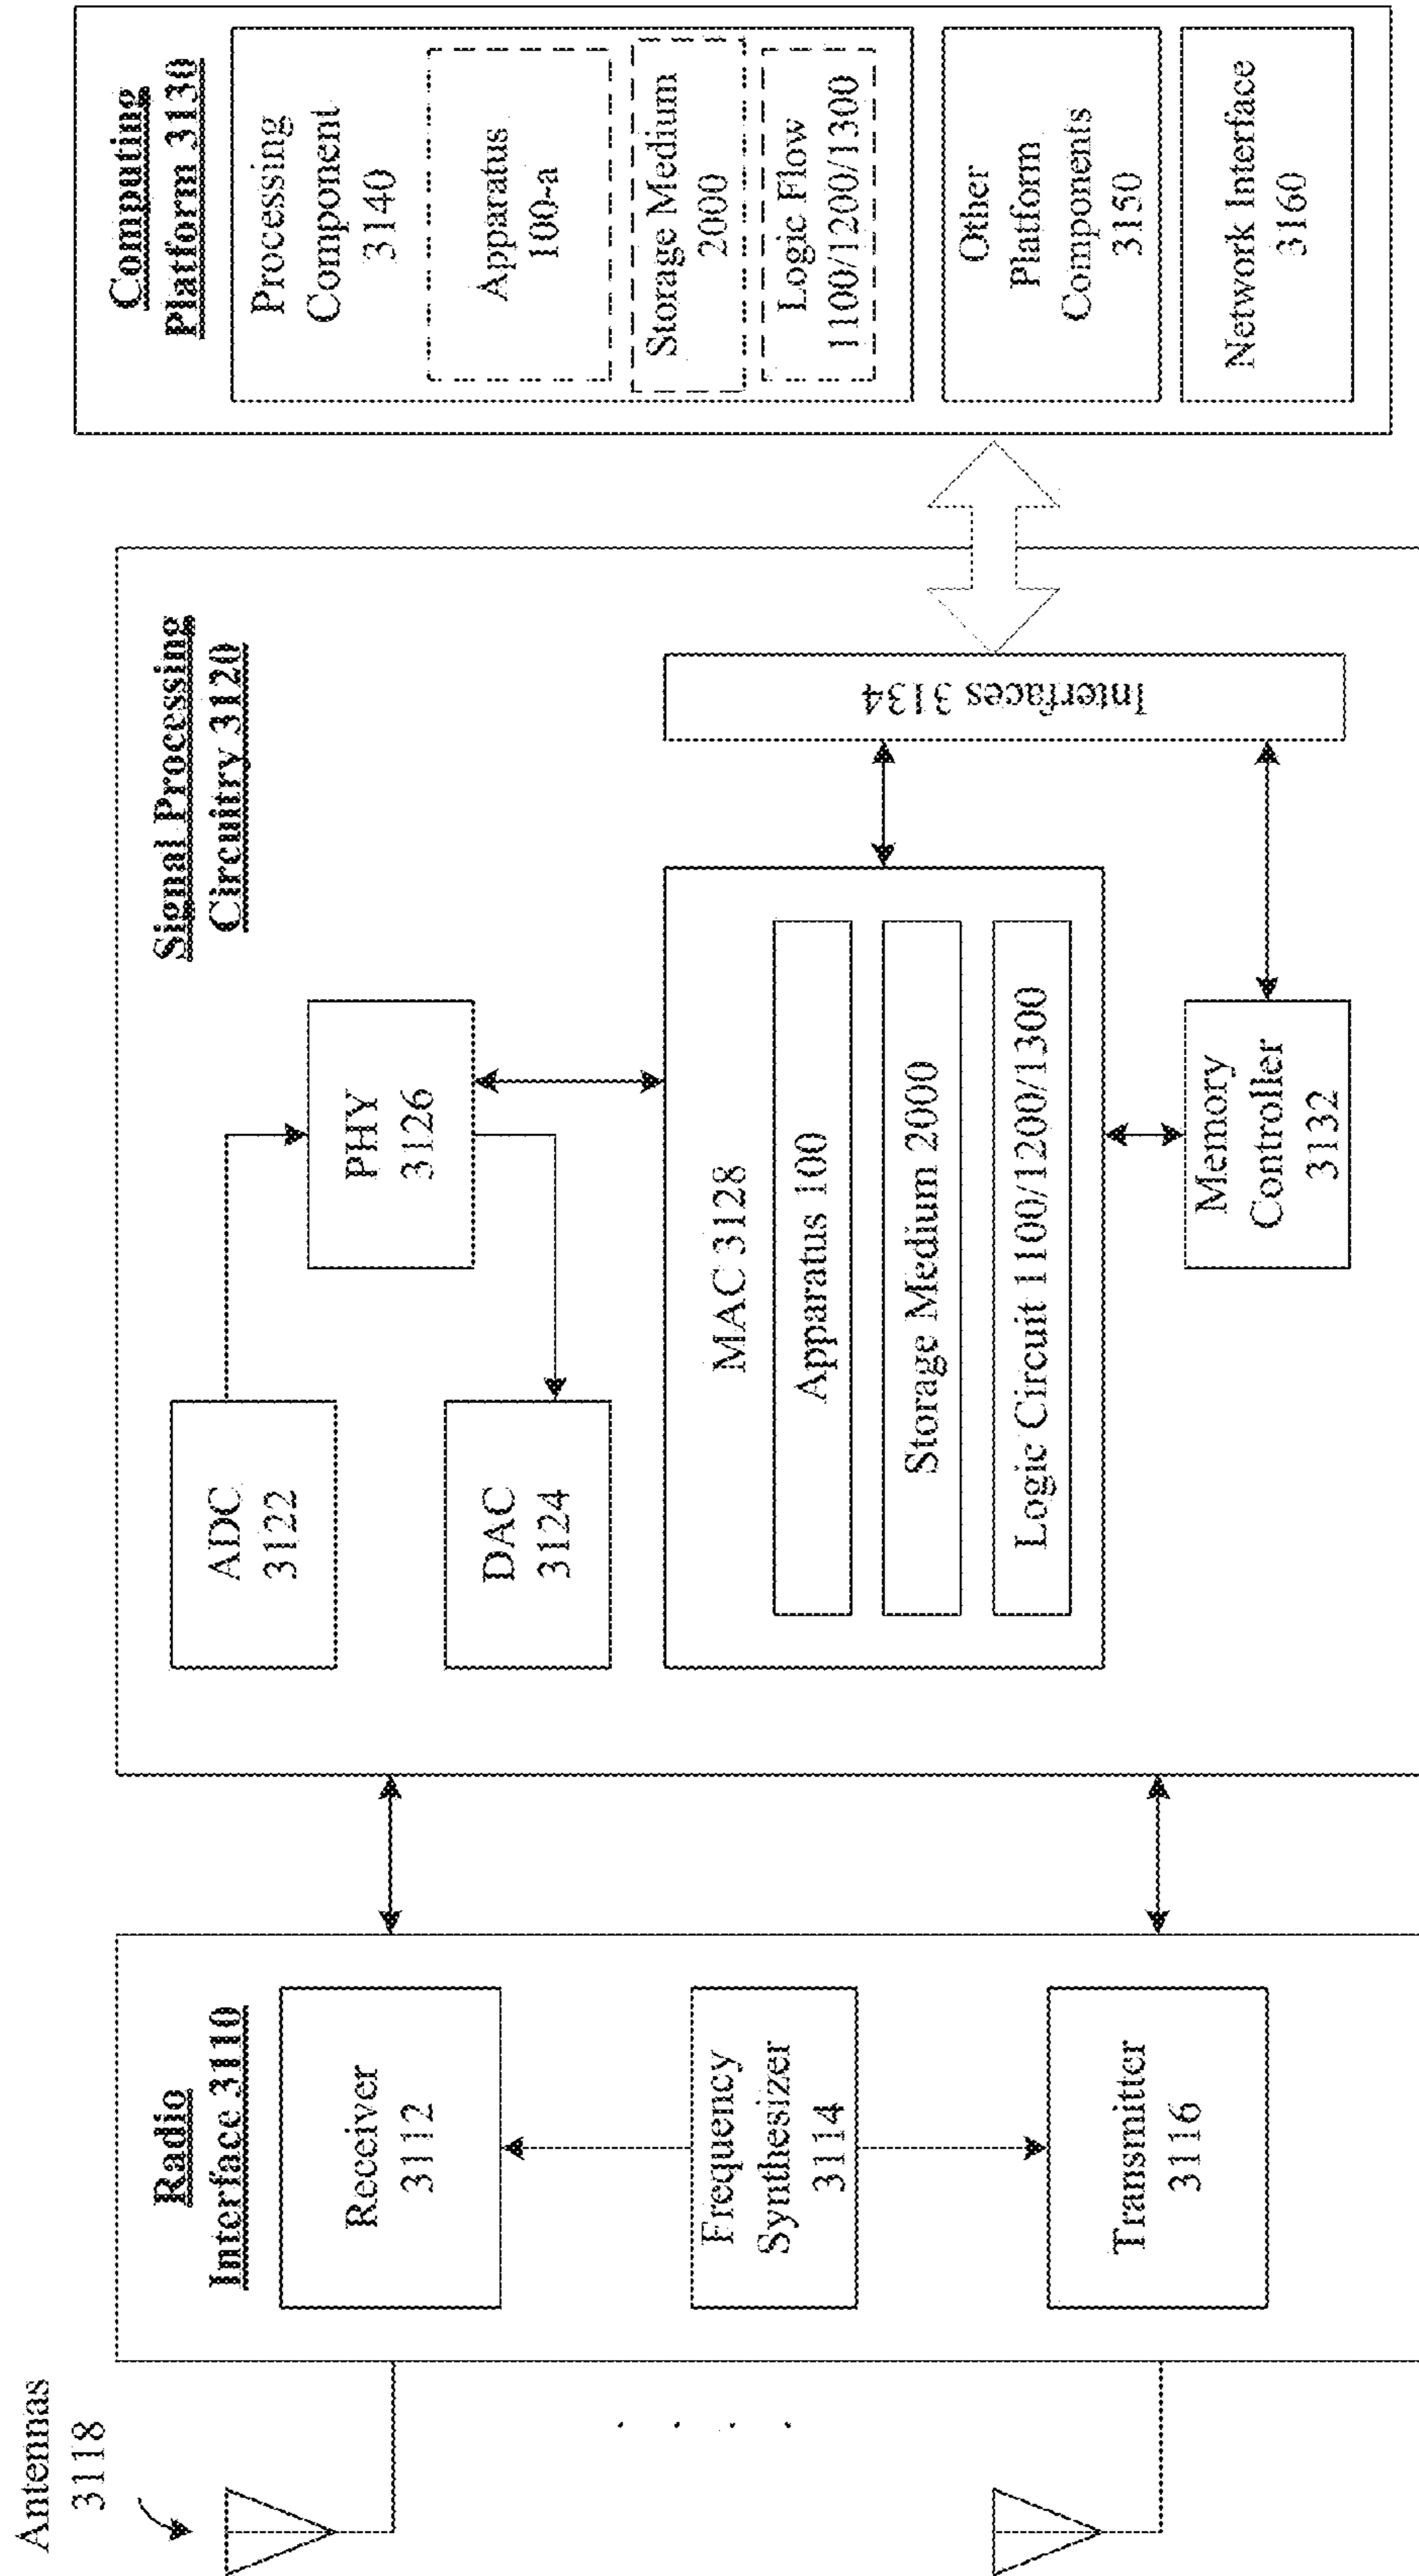 Antennas
3118
Radio
Interface 3110
Receiver
3112
Frequency
Synthesizer
3114
Transmitter
3116
Signal Processing
Circuitry 3120
ADC
3122
DAC
3124
PHY
3126
MAC 3128
Apparatus 100
Storage Medium 2000
Logic Circuit 1100/1200/1300
Memory
Controller
3132
Interfaces 3134
Computing
Platform 3130
Processing
Component
3140
Apparatus
100-a
Storage Medium
2000
Logic Flow
1100/1200/1300
Other
Platform
Components
3150
Network Interface
3160